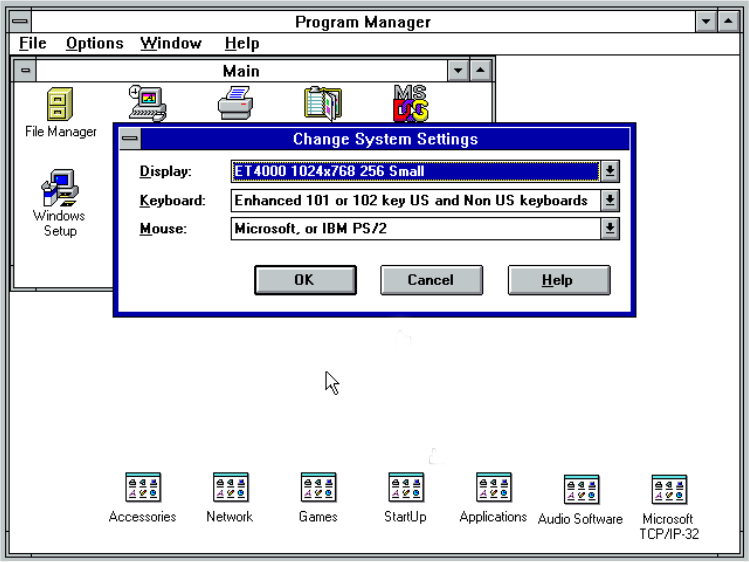 Program Manager
File Options Window Help
Main
MS
DOS
File Manager
Change System Settings
Display: ET4000 1024x768 256 Small
Keyboard: Enhanced 101 or 102 key US and Non US keyboards
Mouse: Microsoft, or IBM PS/2
Windows
Setup
OK Cancel Help
Accessories Network Games StartUp Applications Audio Software Microsoft
TCP/IP-32